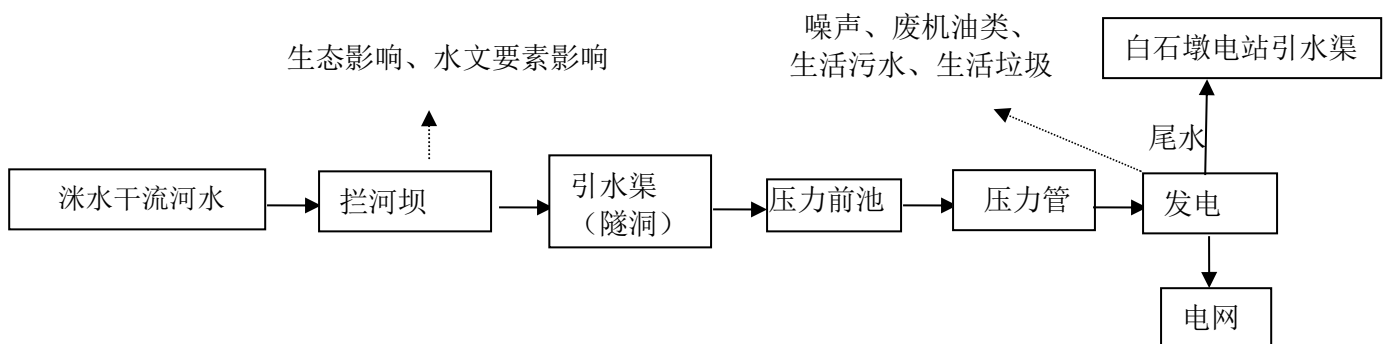 噪声、废机油类、
生活污水、生活垃圾
白石墩电站引水渠
生态影响、水文要素影响
尾水
洣水干流河水
拦河坝
引水渠
（隧洞）
压力前池
压力管
发电
电网